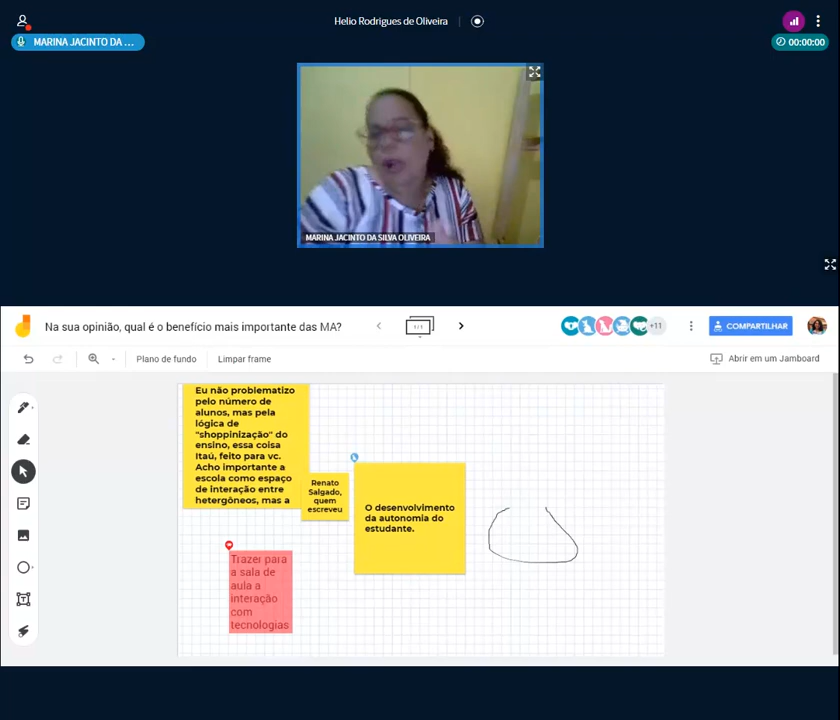 Helio Rodrigues de Oliveira
MARINA JACINTO DA ...
00:00:00
MARINA JACINTO DA SILVA OLIVEIRA
Na sua opinião, qual é o benefício mais importante das MA?
1/1
+11
COMPARTILHAR
Plano de fundo
Limpar frame
Abrir em um Jamboard
Eu não problematizo
pelo número de
alunos, mas pela
lógica de
"shoppinização" do
ensino, essa coisa
Itaú, feito para vc.
Acho importante a
escola como espaço
de interação entre
hetergôneos, mas a
Renato
Salgado,
quem
escreveu
O desenvolvimento
da autonomia do
estudante.
Trazer para
a sala de
aula a
interação
com
tecnologias